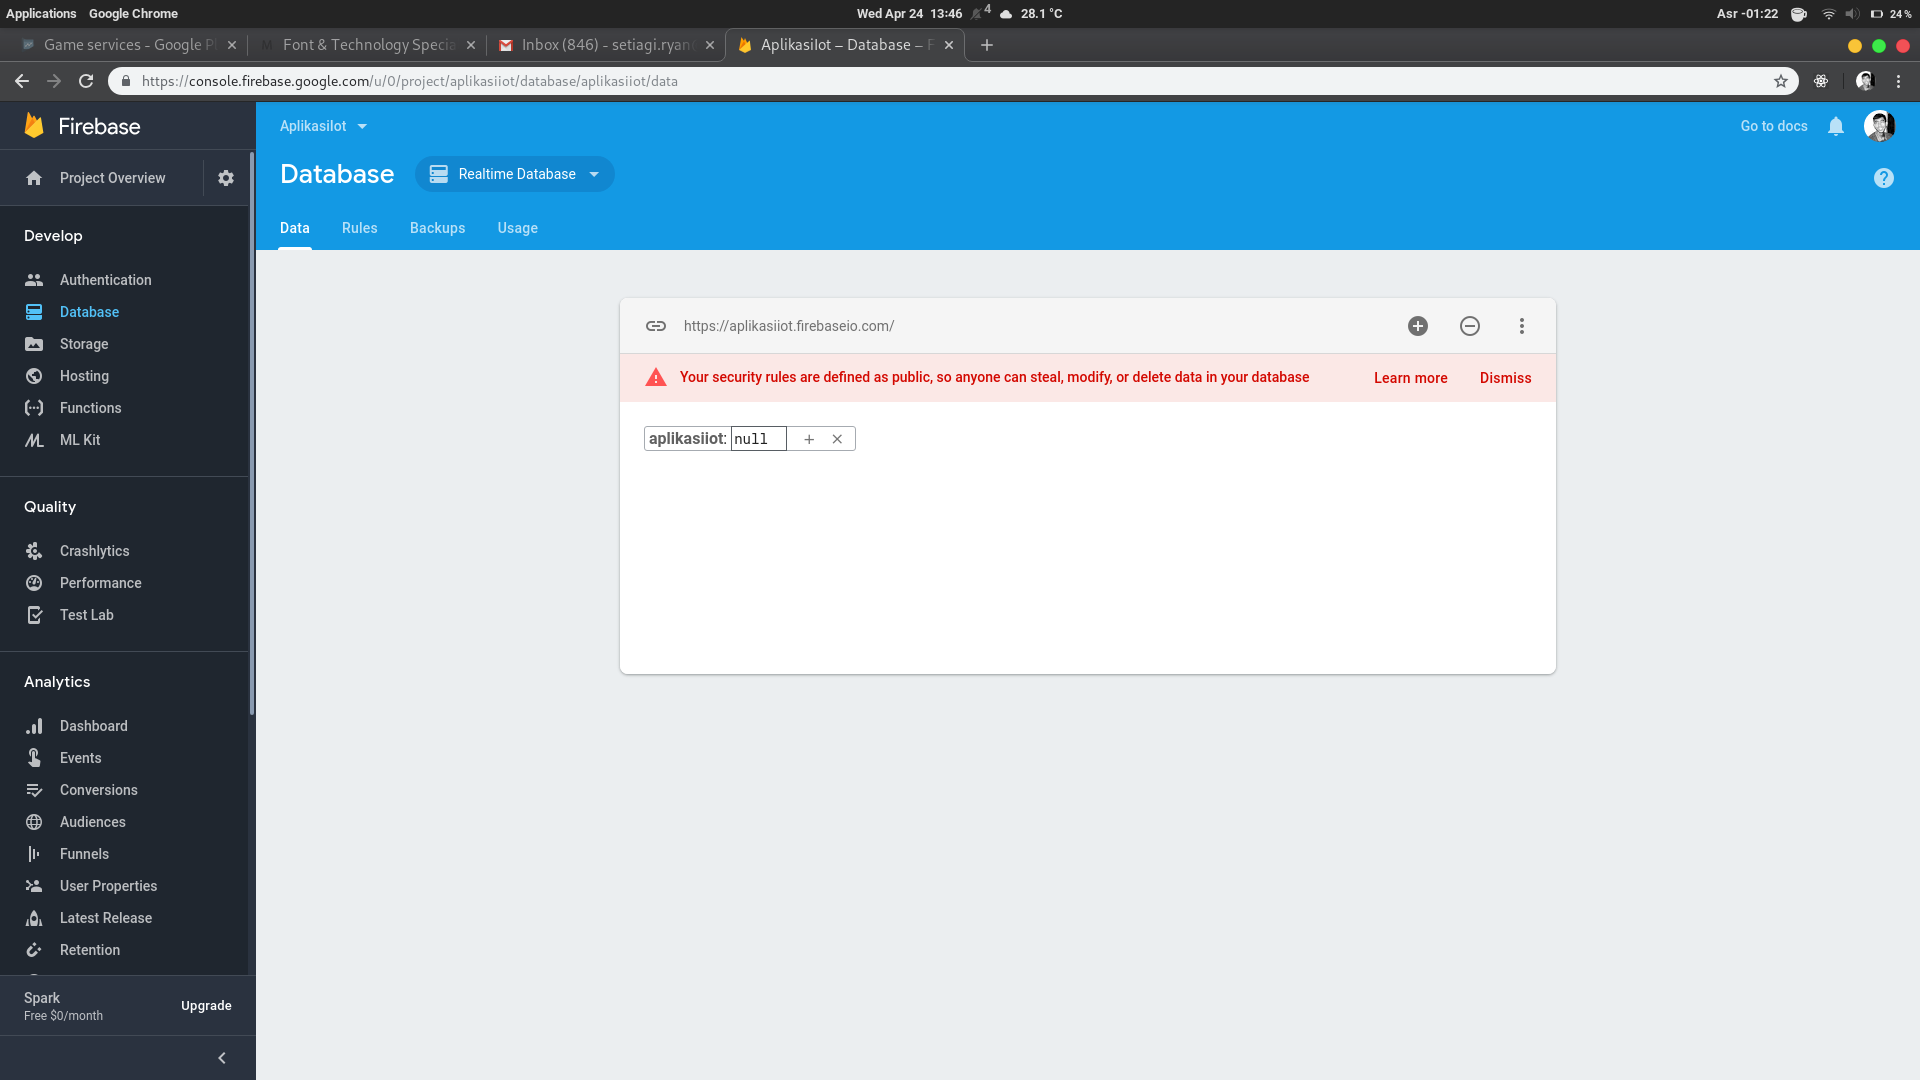 Applications Google Chrome
Wed Apr 24 13:46 4 28.1 °C
Asr -01:22 24 %
Game services - Google P
Font & Technology Specia
Inbox (846) - setiagi.ryan
AplikasiIot – Database – F
https://console.firebase.google.com/u/0/project/aplikasiiot/database/aplikasiiot/data
Firebase
AplikasiIot
Go to docs
Project Overview
Database
Realtime Database
Data Rules Backups Usage
Develop
Authentication
Database
Storage
Hosting
Functions
ML Kit
Quality
Crashlytics
Performance
Test Lab
Analytics
Dashboard
Events
Conversions
Audiences
Funnels
User Properties
Latest Release
Retention
Spark
Free $0/month
Upgrade
https://aplikasiiot.firebaseio.com/
Your security rules are defined as public, so anyone can steal, modify, or delete data in your database
Learn more
Dismiss
aplikasiiot: null